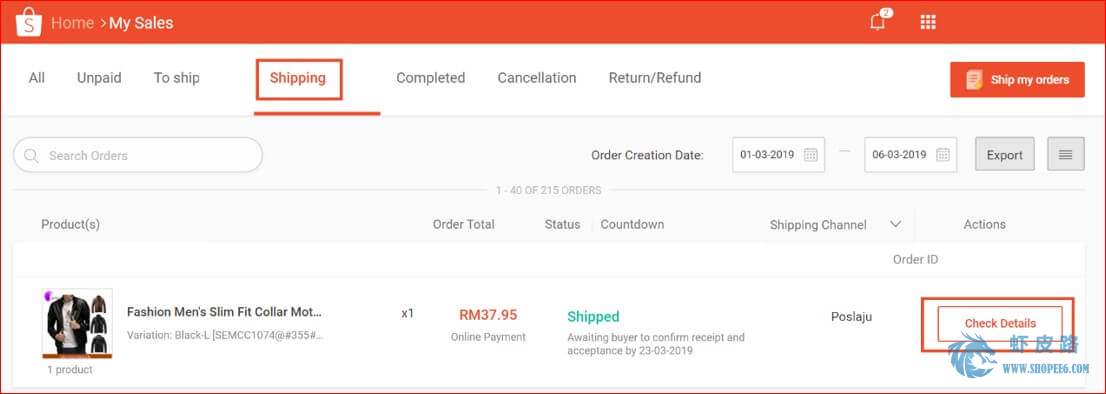 S Home >My Sales 2
All Unpaid To ship Shipping Completed Cancellation Return/Refund Ship my orders
Search Orders Order Creation Date: 01-03-2019 — 06-03-2019 Export
1 - 40 OF 215 ORDERS
Product(s) Order Total Status Countdown Shipping Channel Actions
Order ID
Fashion Men's Slim Fit Collar Mot... x1 RM37.95 Shipped Poslaju Check Details
Variation: Black-L [SEMCC1074@#355#... Online Payment Awaiting buyer to confirm receipt and
acceptance by 23-03-2019
1 product
虾皮路
WWW.SHOPEE6.COM